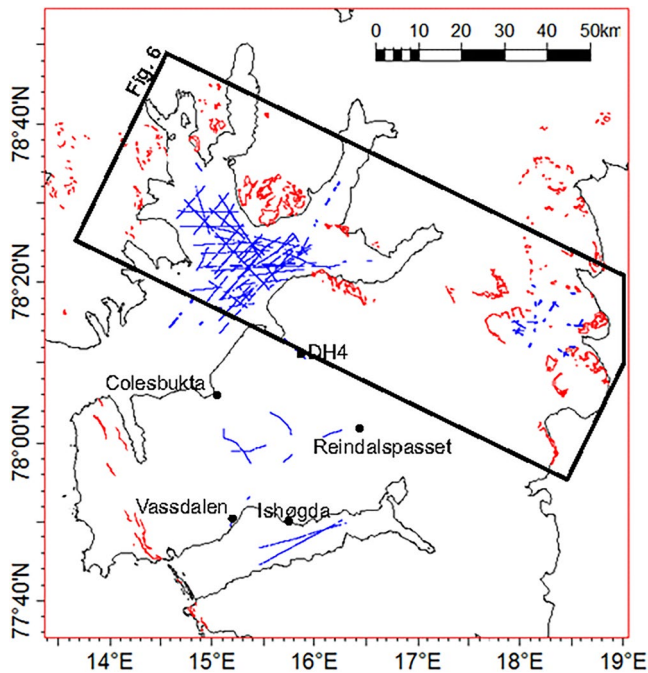 0 10 20 30 40 50km
Fig. 6
78°40'N
78°20'N
DH4
Colesbukta
78°00'N
Reindalspasset
Vassdalen
Ishøgda
77°40'N
14°E 15°E 16°E 17°E 18°E 19°E